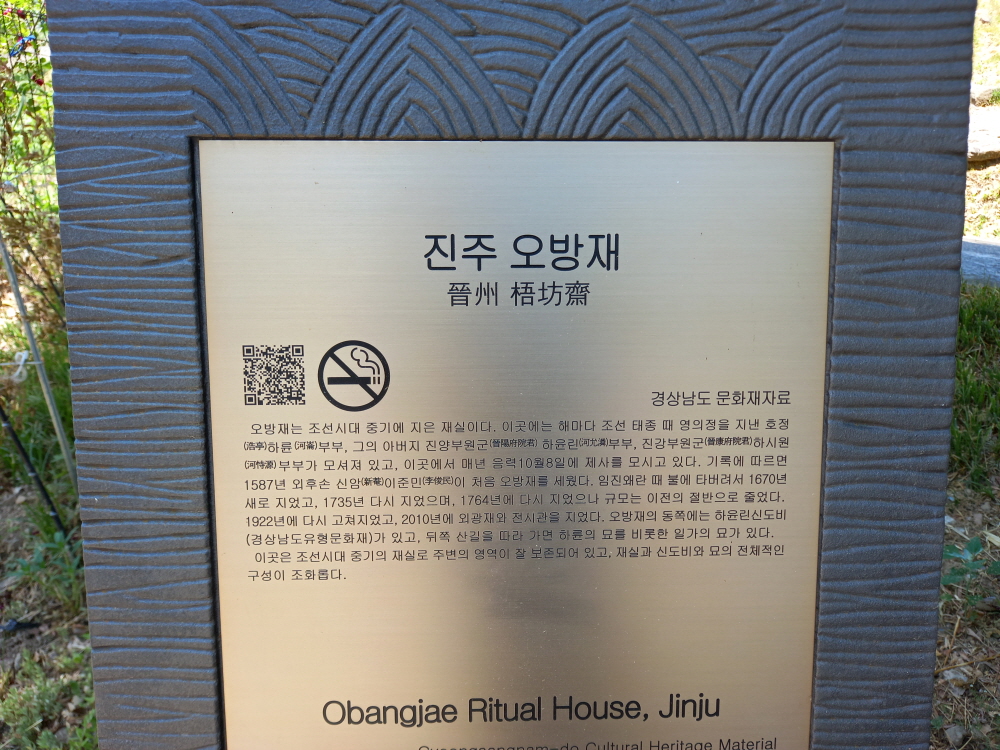 진주 오방재
晉州 梧坊齋
경상남도 문화재자료
오방재는 조선시대 중기에 지은 재실이다. 이곳에는 해마다 조선 태종 때 영의정을 지낸 호정
(浩亭)하륜(河崙)부부, 그의 아버지 진양부원군(晉陽府院君) 하윤린(河允潾)부부, 진강부원군(晉康府院君)하시원
(河恃源)부부가 모셔져 있고, 이곳에서 매년 음력10월8일에 제사를 모시고 있다. 기록에 따르면
1587년 외후손 신암(新菴)이준민(李俊民)이 처음 오방재를 세웠다. 임진왜란 때 불에 타버려서 1670년
새로 지었고, 1735년 다시 지었으며, 1764년에 다시 지었으나 규모는 이전의 절반으로 줄었다.
1922년에 다시 고쳐지었고, 2010년에 외광재와 전시관을 지었다. 오방재의 동쪽에는 하윤린신도비
(경상남도유형문화재)가 있고, 뒤쪽 산길을 따라 가면 하륜의 묘를 비롯한 일가의 묘가 있다.
이곳은 조선시대 중기의 재실로 주변의 영역이 잘 보존되어 있고, 재실과 신도비와 묘의 전체적인
구성이 조화롭다.
Obangjae Ritual House, Jinju
Gyeongsangnam-do Cultural Heritage Material